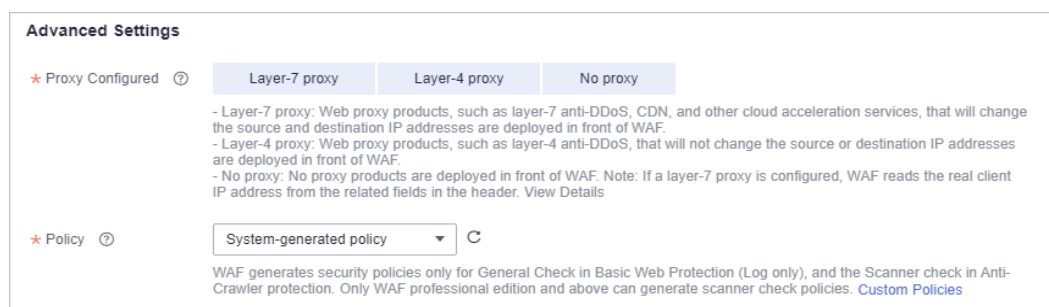 Advanced Settings
* Proxy Configured ?
Layer-7 proxy Layer-4 proxy No proxy
- Layer-7 proxy: Web proxy products, such as layer-7 anti-DDoS, CDN, and other cloud acceleration services, that will change
the source and destination IP addresses are deployed in front of WAF.
- Layer-4 proxy: Web proxy products, such as layer-4 anti-DDoS, that will not change the source or destination IP addresses
are deployed in front of WAF.
- No proxy: No proxy products are deployed in front of WAF. Note: If a layer-7 proxy is configured, WAF reads the real client
IP address from the related fields in the header. View Details
* Policy ?
System-generated policy
WAF generates security policies only for General Check in Basic Web Protection (Log only), and the Scanner check in Anti-
Crawler protection. Only WAF professional edition and above can generate scanner check policies. Custom Policies